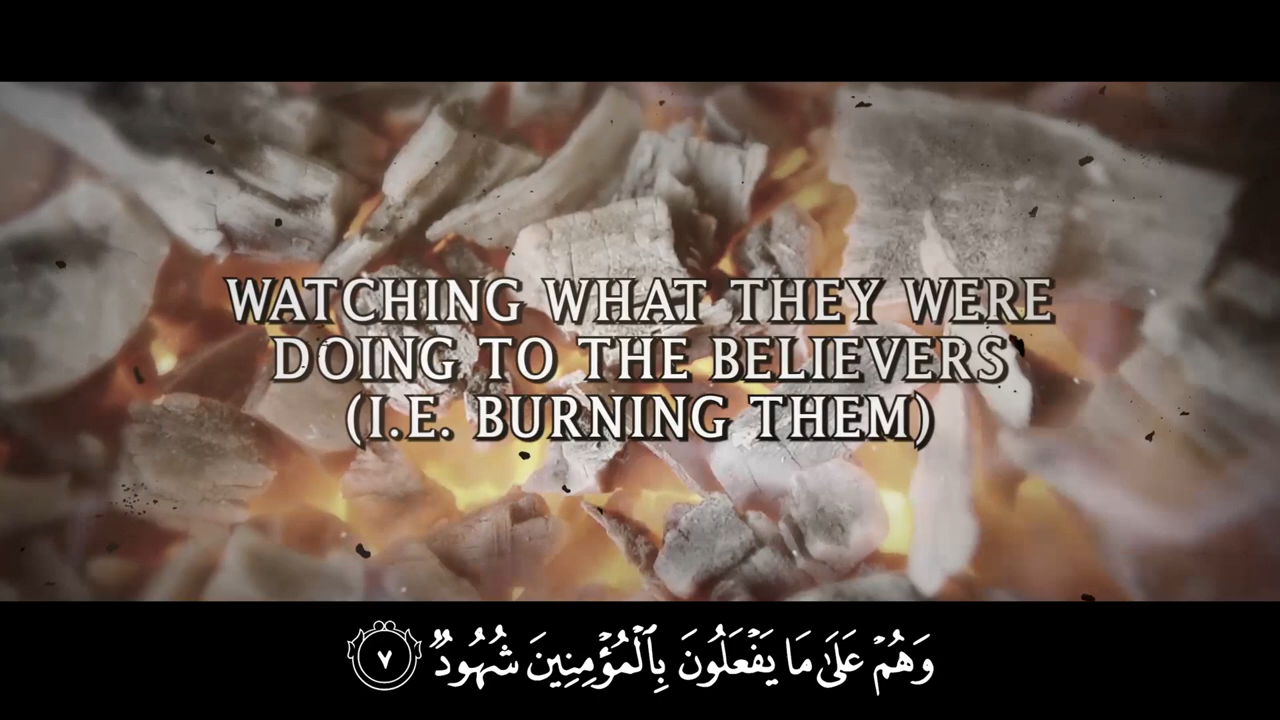 WATCHING WHAT THEY WERE
DOING TO THE BELIEVERS
(I.E. BURNING THEM)
وَهُمْ عَلَىٰ مَا يَفْعَلُونَ بِٱلْمُؤْمِنِينَ شُهُودٌۭ ٧